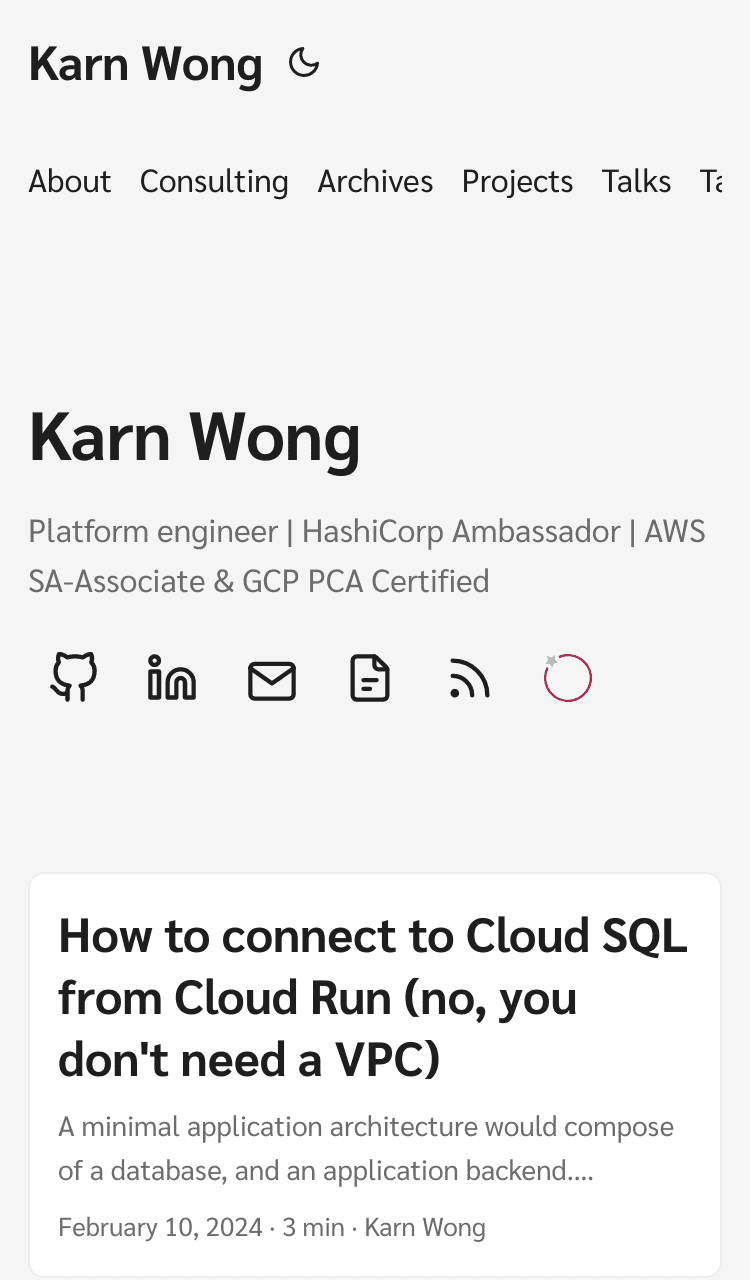 Karn Wong
About Consulting Archives Projects Talks
Karn Wong
Platform engineer | HashiCorp Ambassador | AWS
SA-Associate & GCP PCA Certified
How to connect to Cloud SQL
from Cloud Run (no, you
don't need a VPC)
A minimal application architecture would compose
of a database, and an application backend....
February 10, 2024 · 3 min · Karn Wong